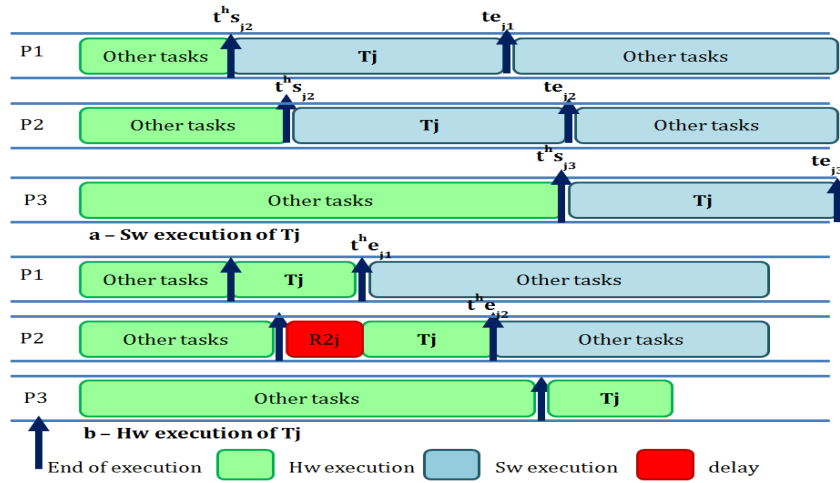 t^h s_j2 te_j1
P1 Other tasks Tj Other tasks
t^h s_j2 te_j2
P2 Other tasks Tj Other tasks
t^h s_j3 te_j3
P3 Other tasks Tj
a – Sw execution of Tj
t^h e_j1
P1 Other tasks Tj Other tasks
t^h e_j2
P2 Other tasks R2j Tj Other tasks
P3 Other tasks Tj
b – Hw execution of Tj
End of execution Hw execution Sw execution delay